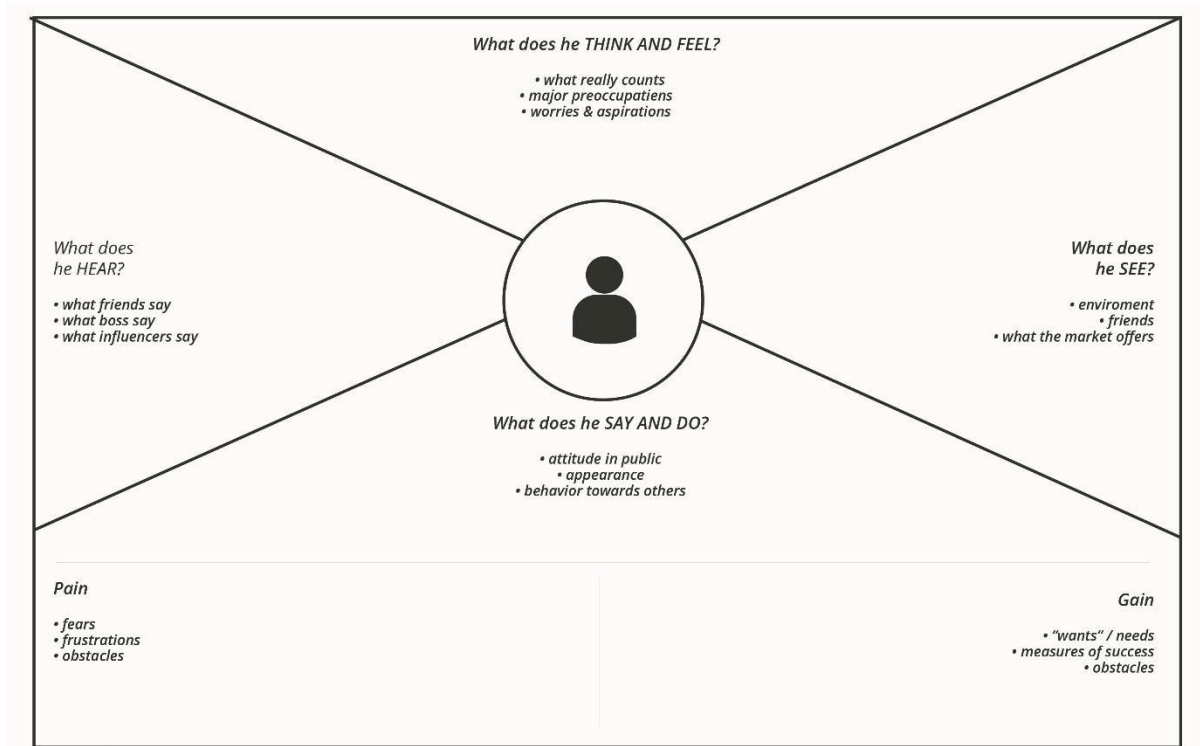 What does he THINK AND FEEL?
• what really counts
• major preoccupatiens
• worries & aspirations
What does
he HEAR?
• what friends say
• what boss say
• what influencers say
What does
he SEE?
• enviroment
• friends
• what the market offers
What does he SAY AND DO?
• attitude in public
• appearance
• behavior towards others
Pain
• fears
• frustrations
• obstacles
Gain
• “wants” / needs
• measures of success
• obstacles